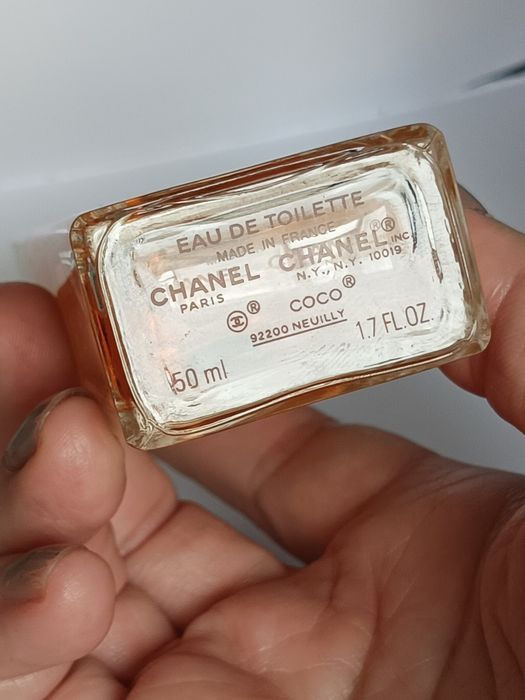 EAU DE TOILETTE
MADE IN FRANCE
CHANEL CHANEL® INC.
PARIS N.Y., N.Y. 10019
® COCO®
92200 NEUILLY
50 ml 1.7 FL.OZ.